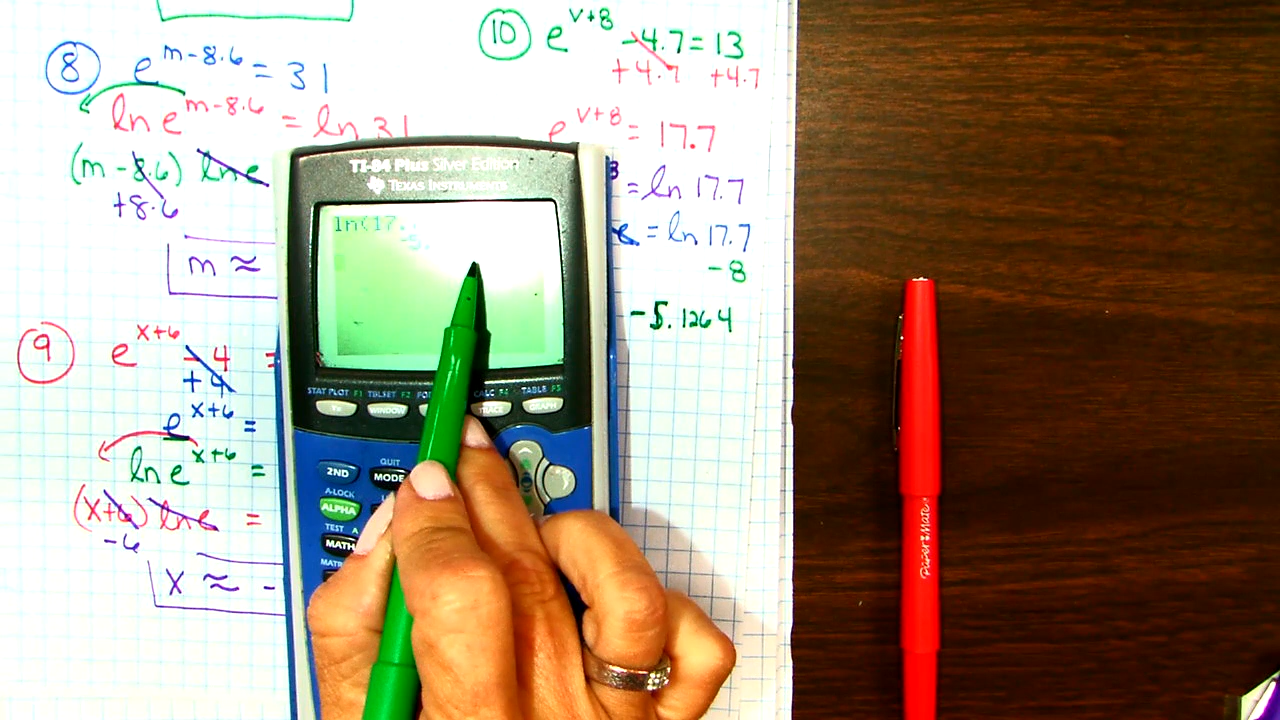 8 e^(m-8.6) = 31
ln e^(m-8.6) = ln 31
(m-8.6) ln e
+8.6
m ≈
9 e^(x+6) - 4 =
+4
e^(x+6) =
ln e^(x+6) =
(x+6) ln e =
-6
x ≈ -
10 e^(v+8) - 4.7 = 13
+4.7 +4.7
e^(v+8) = 17.7
= ln 17.7
e = ln 17.7
-8
-5.1264
TI-84 Plus Silver Edition
TEXAS INSTRUMENTS
ln(17.
STAT PLOT F1 TBLSET F2 CALC F4 TABLE F5
Y= WINDOW TRACE GRAPH
QUIT
2ND MODE
A-LOCK
ALPHA
TEST A
MATH
Paper:Mate